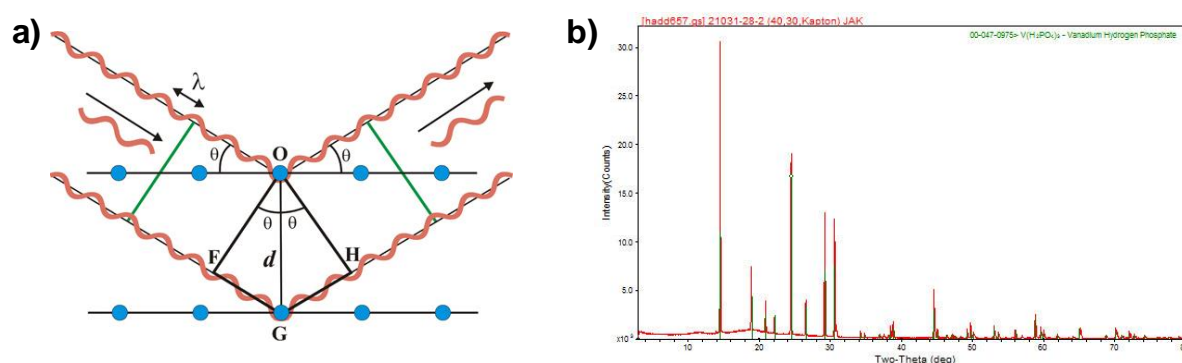 a)
λ
θ
O
θ
θ
θ
F
d
H
G
b)
[hadd657.gs] 21031-28-2 (40,30,Kapton) JAK
00-047-0975> V(H₂PO₄)₃ - Vanadium Hydrogen Phosphate
Intensity(Counts)
30.0
25.0
20.0
15.0
10.0
5.0
10
20
30
40
50
60
70
80
Two-Theta (deg)